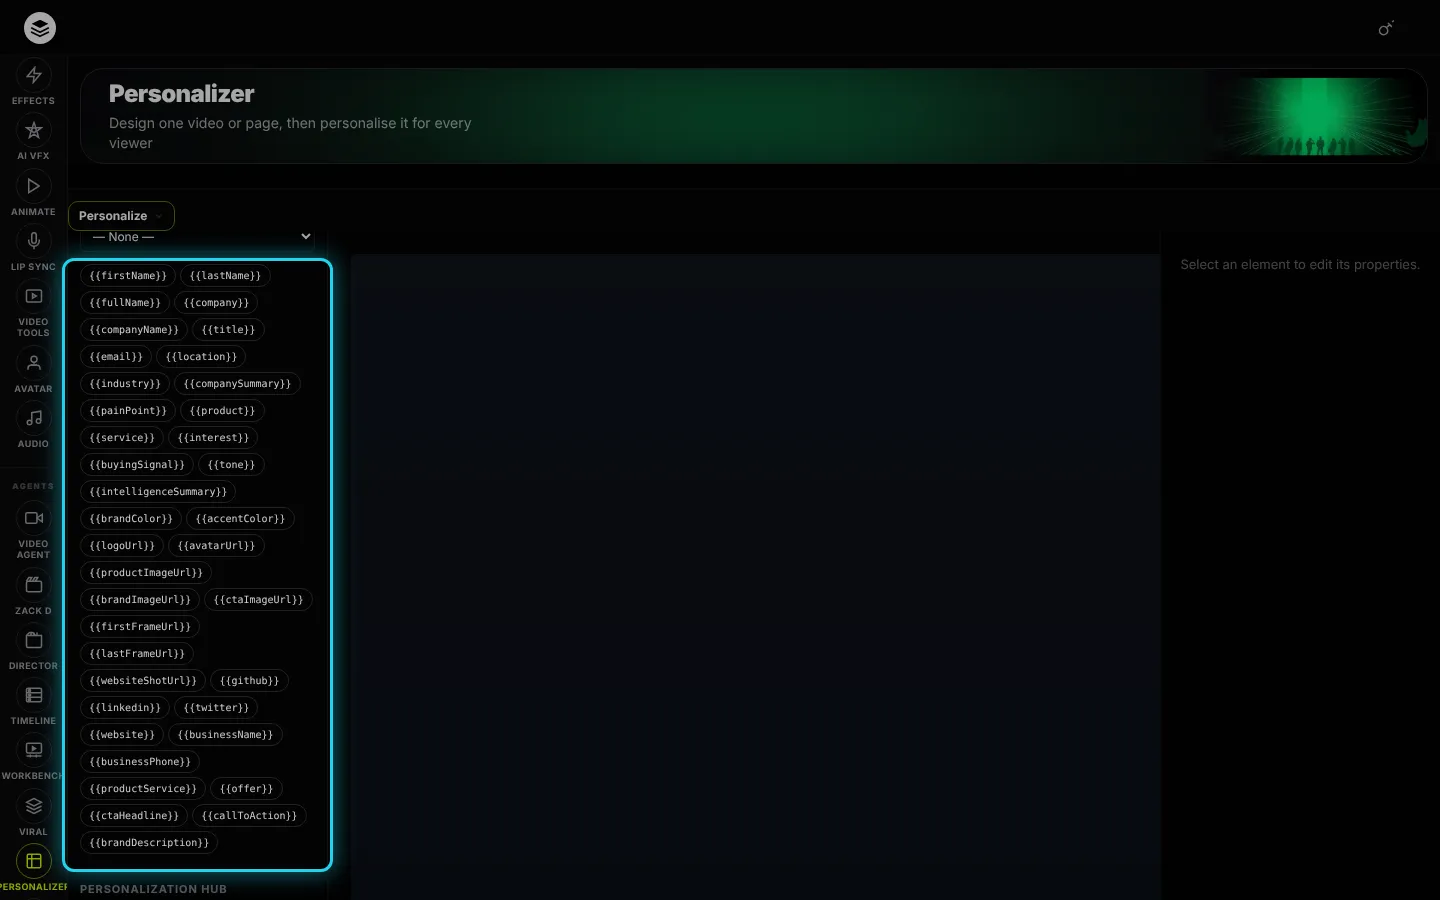 EFFECTS
AI VFX
ANIMATE
LIP SYNC
VIDEO
TOOLS
AVATAR
AUDIO
AGENTS
VIDEO
AGENT
ZACK D
DIRECTOR
TIMELINE
WORKBENCH
VIRAL
PERSONALIZER
Personalizer
Design one video or page, then personalise it for every
viewer
Personalize
— None —
{{firstName}} {{lastName}}
{{fullName}} {{company}}
{{companyName}} {{title}}
{{email}} {{location}}
{{industry}} {{companySummary}}
{{painPoint}} {{product}}
{{service}} {{interest}}
{{buyingSignal}} {{tone}}
{{intelligenceSummary}}
{{brandColor}} {{accentColor}}
{{logoUrl}} {{avatarUrl}}
{{productImageUrl}}
{{brandImageUrl}} {{ctaImageUrl}}
{{firstFrameUrl}}
{{lastFrameUrl}}
{{websiteShotUrl}} {{github}}
{{linkedin}} {{twitter}}
{{website}} {{businessName}}
{{businessPhone}}
{{productService}} {{offer}}
{{ctaHeadline}} {{callToAction}}
{{brandDescription}}
PERSONALIZATION HUB
Select an element to edit its properties.